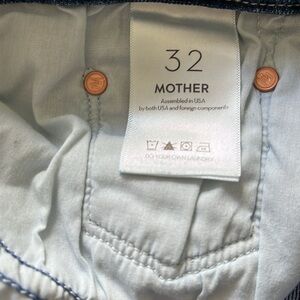 32
MOTHER
Assembled in USA
by both USA and foreign components
DO YOUR OWN LAUNDRY